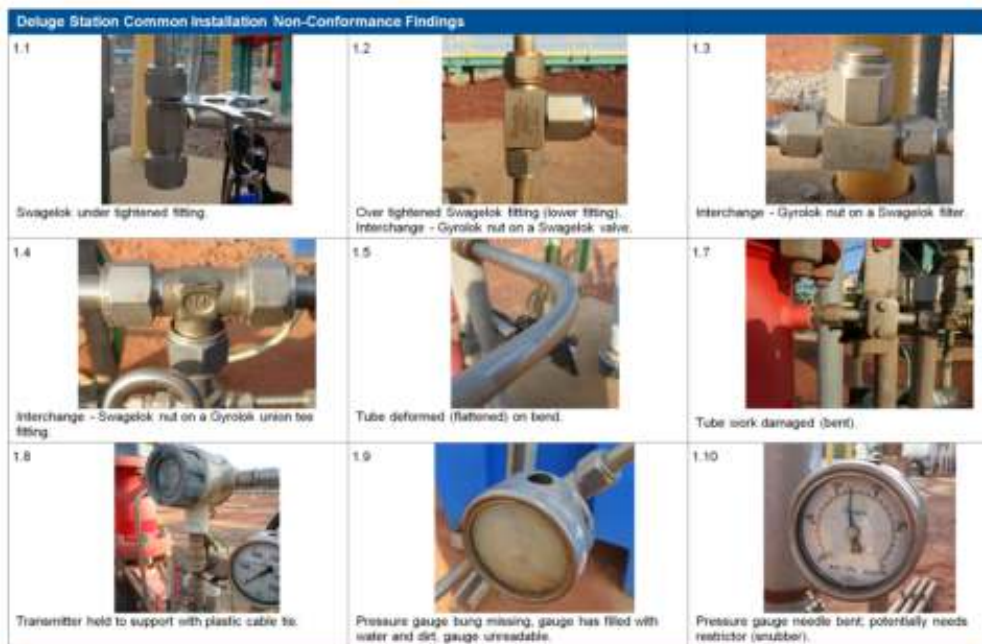 Deluge Station Common Installation Non-Conformance Findings
1.1
1.2
1.3
Swagelok under tightened fitting.
Over tightened Swagelok fitting (lower fitting).
Interchange - Gyrolok nut on a Swagelok valve.
Interchange - Gyrolok nut on a Swagelok filter.
1.4
1.5
1.7
Interchange - Swagelok nut on a Gyrolok union tee
fitting.
Tube deformed (flattened) on bend.
Tube work damaged (bent).
1.8
1.9
1.10
Transmitter held to support with plastic cable tie.
Pressure gauge bung missing, gauge has filled with
water and dirt, gauge unreadable.
Pressure gauge needle bent, potentially needs
restrictor (snubber).